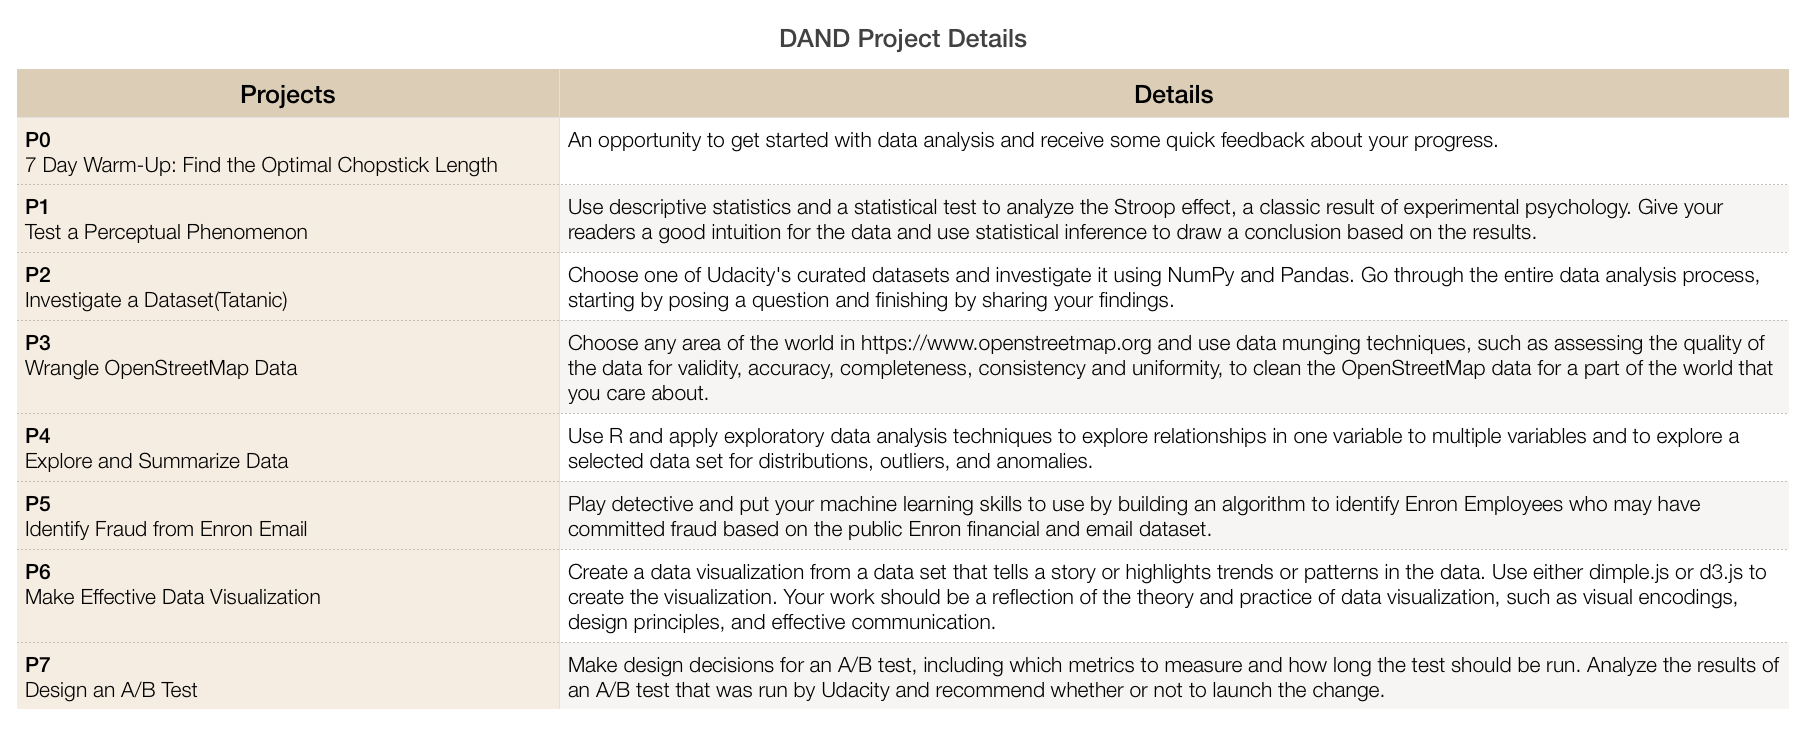 DAND Project Details
Projects
Details
P0
7 Day Warm-Up: Find the Optimal Chopstick Length
An opportunity to get started with data analysis and receive some quick feedback about your progress.
P1
Test a Perceptual Phenomenon
Use descriptive statistics and a statistical test to analyze the Stroop effect, a classic result of experimental psychology. Give your
readers a good intuition for the data and use statistical inference to draw a conclusion based on the results.
P2
Investigate a Dataset(Tatanic)
Choose one of Udacity's curated datasets and investigate it using NumPy and Pandas. Go through the entire data analysis process,
starting by posing a question and finishing by sharing your findings.
P3
Wrangle OpenStreetMap Data
Choose any area of the world in https://www.openstreetmap.org and use data munging techniques, such as assessing the quality of
the data for validity, accuracy, completeness, consistency and uniformity, to clean the OpenStreetMap data for a part of the world that
you care about.
P4
Explore and Summarize Data
Use R and apply exploratory data analysis techniques to explore relationships in one variable to multiple variables and to explore a
selected data set for distributions, outliers, and anomalies.
P5
Identify Fraud from Enron Email
Play detective and put your machine learning skills to use by building an algorithm to identify Enron Employees who may have
committed fraud based on the public Enron financial and email dataset.
P6
Make Effective Data Visualization
Create a data visualization from a data set that tells a story or highlights trends or patterns in the data. Use either dimple.js or d3.js to
create the visualization. Your work should be a reflection of the theory and practice of data visualization, such as visual encodings,
design principles, and effective communication.
P7
Design an A/B Test
Make design decisions for an A/B test, including which metrics to measure and how long the test should be run. Analyze the results of
an A/B test that was run by Udacity and recommend whether or not to launch the change.